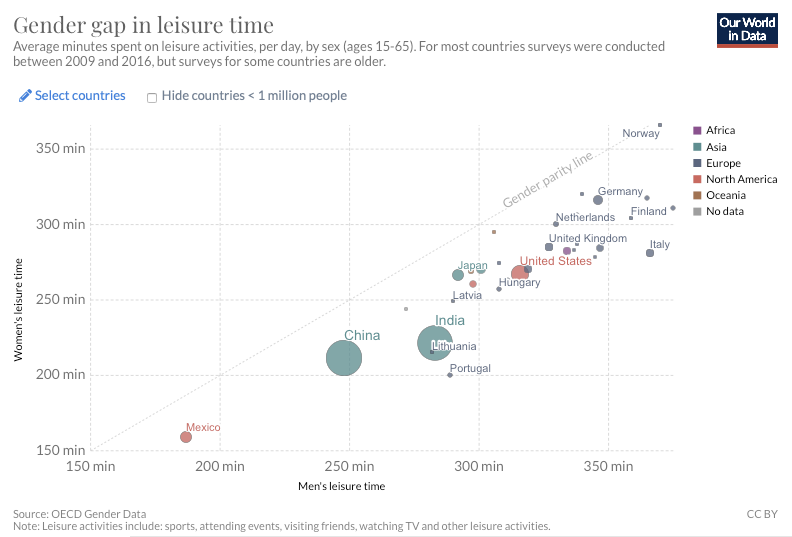 Gender gap in leisure time
Our World
in Data
Average minutes spent on leisure activities, per day, by sex (ages 15-65). For most countries surveys were conducted
between 2009 and 2016, but surveys for some countries are older.
Select countries
Hide countries < 1 million people
Norway
Africa
350 min
Asia
Gender parity line
Europe
North America
Germany
Oceania
Finland
No data
Netherlands
300 min
United Kingdom
Italy
Japan
United States
Hungary
250 min
Latvia
India
China
Lithuania
Portugal
200 min
Mexico
150 min
Women's leisure time
150 min
200 min
250 min
300 min
350 min
Men's leisure time
Source: OECD Gender Data
CC BY
Note: Leisure activities include: sports, attending events, visiting friends, watching TV and other leisure activities.